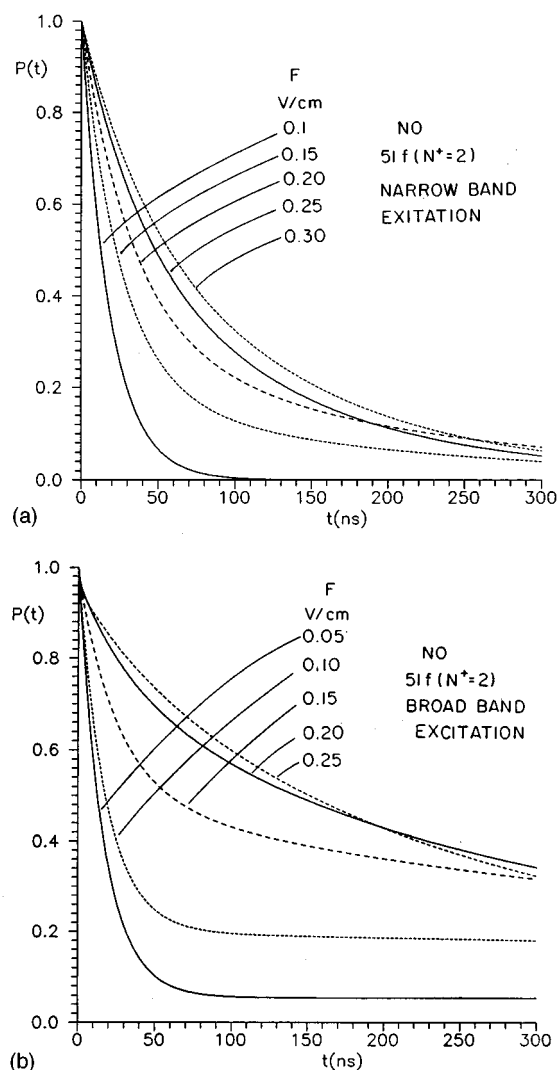 1.0
P(t)
0.8
0.6
0.4
0.2
0.0
F
V/cm
0.1
0.15
0.20
0.25
0.30
NO
51f(N+=2)
NARROW BAND
EXITATION
0 50 100 150 200 250 300
t(ns)
(a)
1.0
P(t)
0.8
0.6
0.4
0.2
0.0
F
V/cm
0.05
0.10
0.15
0.20
0.25
NO
51f(N+=2)
BROAD BAND
EXCITATION
0 50 100 150 200 250 300
t(ns)
(b)